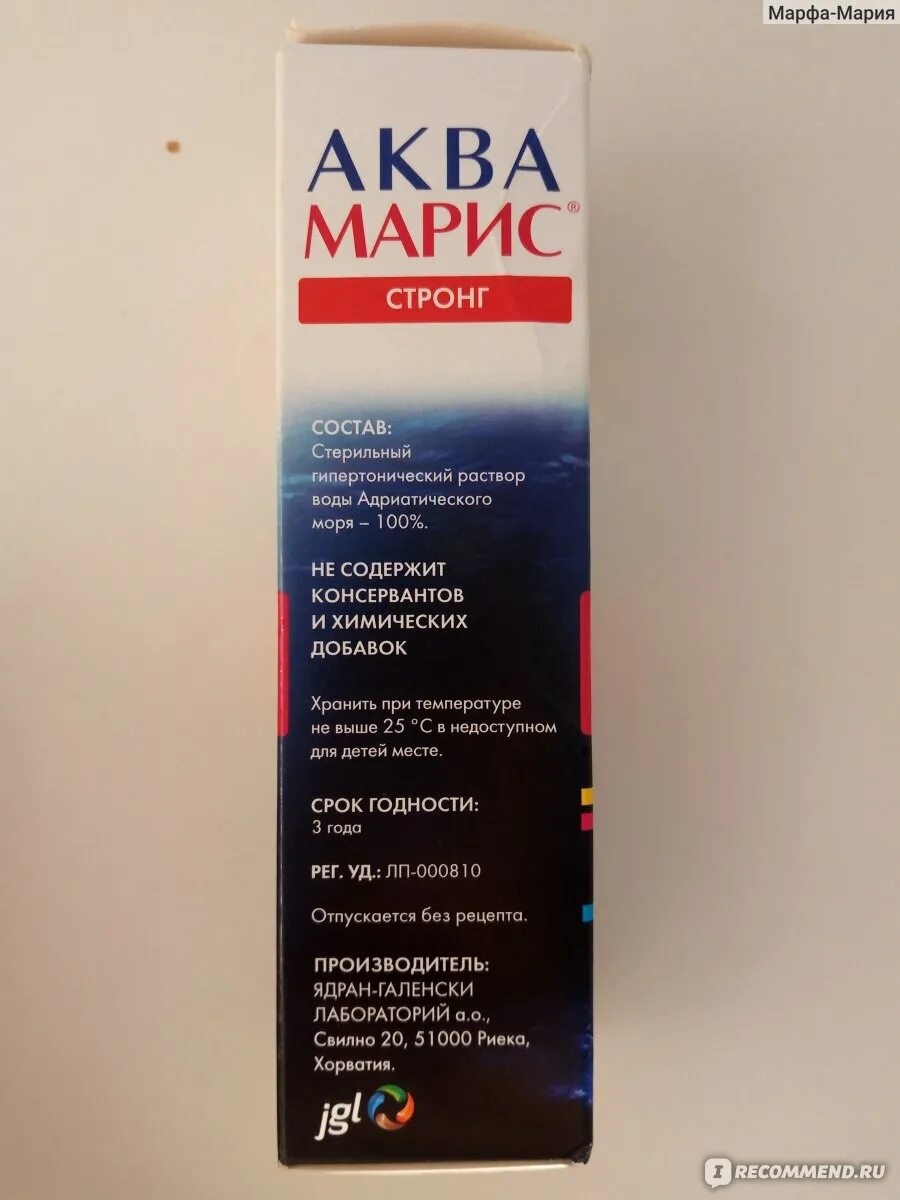 Марфа-Мария
АКВА
МАРИС®
СТРОНГ
СОСТАВ:
Стерильный
гипертонический раствор
воды Адриатического
моря – 100%.
НЕ СОДЕРЖИТ
КОНСЕРВАНТОВ
И ХИМИЧЕСКИХ
ДОБАВОК
Хранить при температуре
не выше 25 °С в недоступном
для детей месте.
СРОК ГОДНОСТИ:
3 года
РЕГ. УД.: ЛП-000810
Отпускается без рецепта.
ПРОИЗВОДИТЕЛЬ:
ЯДРАН-ГАЛЕНСКИ
ЛАБОРАТОРИЙ а.о.,
Свилно 20, 51000 Риека,
Хорватия.
jgl
IRECOMMEND.RU